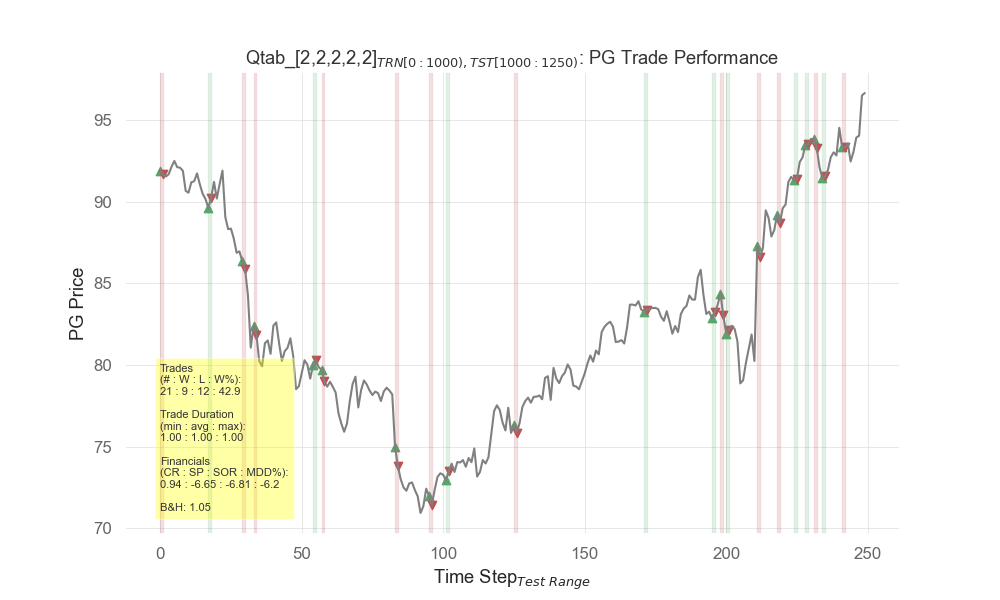 Qtab_[2,2,2,2,2]TRN[0 : 1000), TST[1000 : 1250): PG Trade Performance
PG Price
95
90
85
80
75
70
Trades
(# : W : L : W%):
21 : 9 : 12 : 42.9
Trade Duration
(min : avg : max):
1.00 : 1.00 : 1.00
Financials
(CR : SP : SOR : MDD%):
0.94 : -6.65 : -6.81 : -6.2
B&H: 1.05
0 50 100 150 200 250
Time StepTest Range